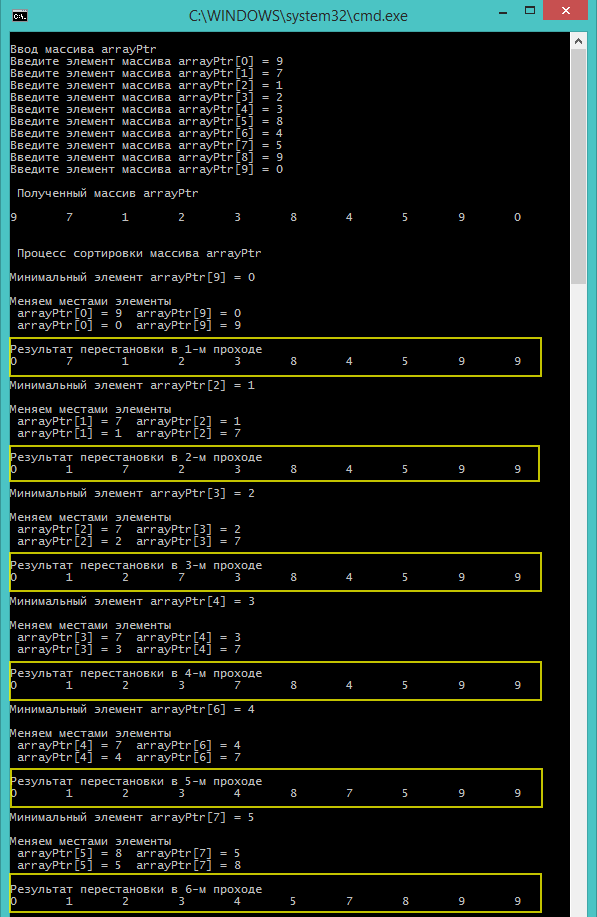 C:\WINDOWS\system32\cmd.exe
Ввод массива arrayPtr
Введите элемент массива arrayPtr[0] = 9
Введите элемент массива arrayPtr[1] = 7
Введите элемент массива arrayPtr[2] = 1
Введите элемент массива arrayPtr[3] = 2
Введите элемент массива arrayPtr[4] = 3
Введите элемент массива arrayPtr[5] = 8
Введите элемент массива arrayPtr[6] = 4
Введите элемент массива arrayPtr[7] = 5
Введите элемент массива arrayPtr[8] = 9
Введите элемент массива arrayPtr[9] = 0
Полученный массив arrayPtr
9 7 1 2 3 8 4 5 9 0
Процесс сортировки массива arrayPtr
Минимальный элемент arrayPtr[9] = 0
Меняем местами элементы
arrayPtr[0] = 9 arrayPtr[9] = 0
arrayPtr[0] = 0 arrayPtr[9] = 9
Результат перестановки в 1-м проходе
0 7 1 2 3 8 4 5 9 9
Минимальный элемент arrayPtr[2] = 1
Меняем местами элементы
arrayPtr[1] = 7 arrayPtr[2] = 1
arrayPtr[1] = 1 arrayPtr[2] = 7
Результат перестановки в 2-м проходе
0 1 7 2 3 8 4 5 9 9
Минимальный элемент arrayPtr[3] = 2
Меняем местами элементы
arrayPtr[2] = 7 arrayPtr[3] = 2
arrayPtr[2] = 2 arrayPtr[3] = 7
Результат перестановки в 3-м проходе
0 1 2 7 3 8 4 5 9 9
Минимальный элемент arrayPtr[4] = 3
Меняем местами элементы
arrayPtr[3] = 7 arrayPtr[4] = 3
arrayPtr[3] = 3 arrayPtr[4] = 7
Результат перестановки в 4-м проходе
0 1 2 3 7 8 4 5 9 9
Минимальный элемент arrayPtr[6] = 4
Меняем местами элементы
arrayPtr[4] = 7 arrayPtr[6] = 4
arrayPtr[4] = 4 arrayPtr[6] = 7
Результат перестановки в 5-м проходе
0 1 2 3 4 8 7 5 9 9
Минимальный элемент arrayPtr[7] = 5
Меняем местами элементы
arrayPtr[5] = 8 arrayPtr[7] = 5
arrayPtr[5] = 5 arrayPtr[7] = 8
Результат перестановки в 6-м проходе
0 1 2 3 4 5 7 8 9 9